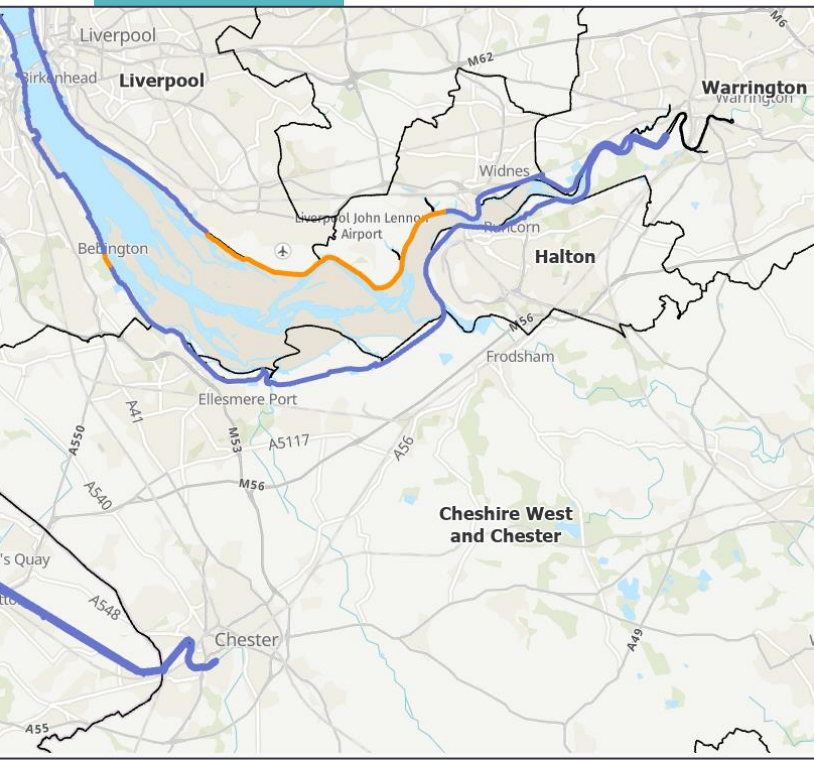 M6
Liverpool
M62
Birkenhead
Liverpool
Warrington
Warrington
Widnes
Liverpool John Lennon
Airport
Runcorn
Bebington
Halton
M56
Frodsham
Ellesmere Port
A41
A550
M53
A5117
A56
M56
A540
Cheshire West
and Chester
's Quay
A548
Chester
A49
A55